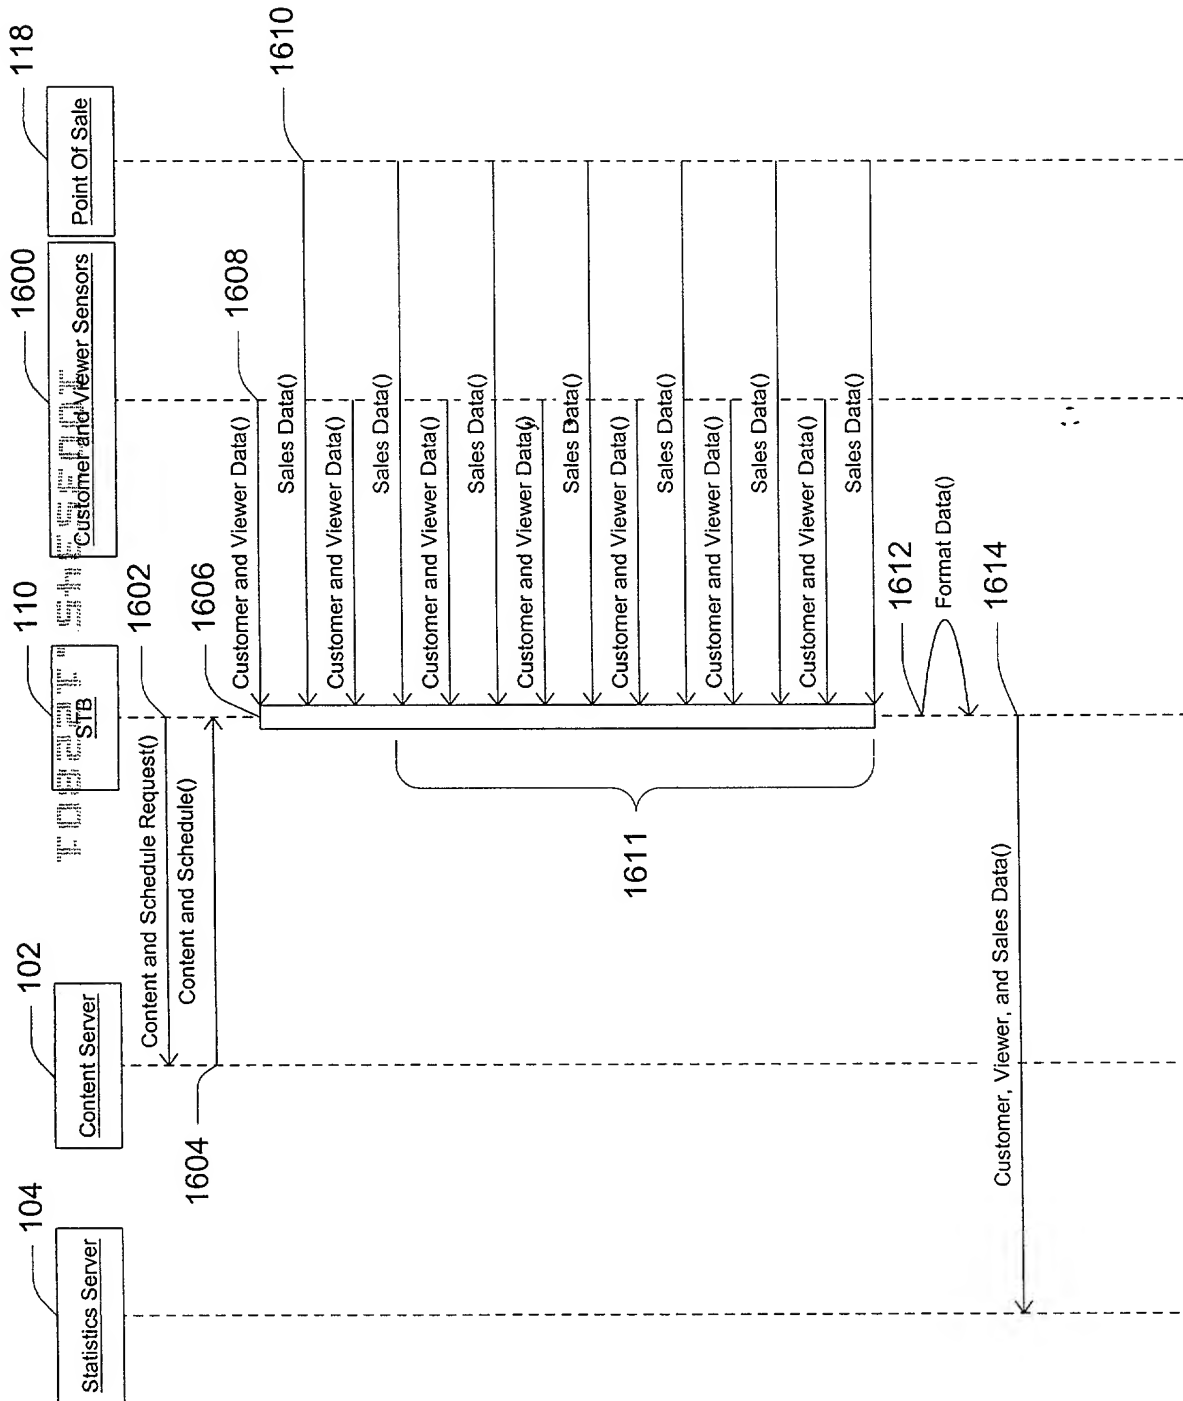 104
Statistics Server
102
Content Server
110
STB
1600
Customer and Viewer Sensors
118
Point Of Sale
1602
Content and Schedule Request()
1604
Content and Schedule()
1606
1608
Customer and Viewer Data()
1610
Sales Data()
Customer and Viewer Data()
Sales Data()
Customer and Viewer Data()
Sales Data()
Customer and Viewer Data()
Sales Data()
Customer and Viewer Data()
Sales Data()
Customer and Viewer Data()
Sales Data()
Customer and Viewer Data()
Sales Data()
1611
1612
Format Data()
1614
Customer, Viewer, and Sales Data()